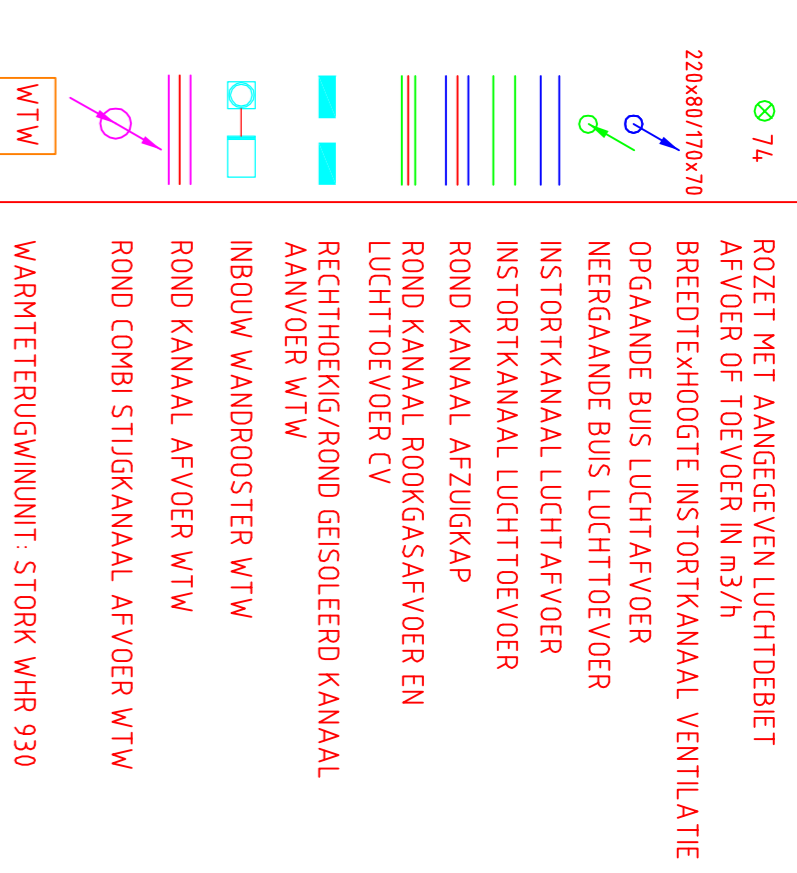 74 ROZET MET AANGEGEVEN LUCHTDEBIET
AFVOER OF TOEVOER IN m3/h
220x80/170x70 BREEDTExHOOGTE INSTORTKANAAL VENTILATIE
OPGAANDE BUIS LUCHTAFVOER
NEERGAANDE BUIS LUCHTTOEVOER
INSTORTKANAAL LUCHTAFVOER
INSTORTKANAAL LUCHTTOEVOER
ROND KANAAL AFZUIGKAP
ROND KANAAL ROOKGASAFVOER EN
LUCHTTOEVOER CV
RECHTHOEKIG/ROND GEISOLEERD KANAAL
AANVOER WTW
INBOUW WANDROOSTER WTW
ROND KANAAL AFVOER WTW
ROND COMBI STIJGKANAAL AFVOER WTW
WTW WARMTETERUGWINUNIT: STORK WHR 930